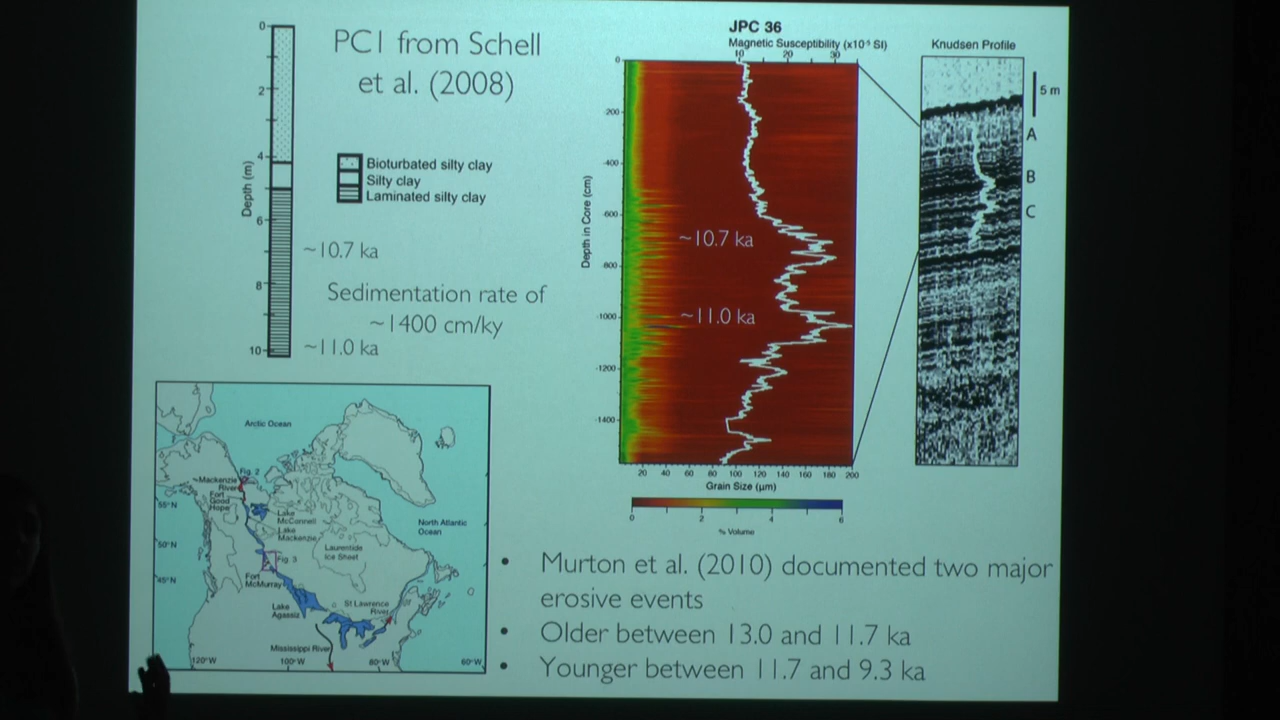 PC1 from Schell
et al. (2008)
0
2
4
6
8
10
Depth (m)
Bioturbated silty clay
Silty clay
Laminated silty clay
~10.7 ka
Sedimentation rate of
~1400 cm/ky
~11.0 ka
JPC 36
Magnetic Susceptibility (x10⁻⁵ SI)
10 20 30
0
-200
-400
-600
800
-1000
-1200
-1400
Depth in Core (cm)
~10.7 ka
~11.0 ka
20 40 60 80 100 120 140 160 180 200
Grain Size (µm)
0 2 4 6
% Volume
Knudsen Profile
5 m
A
B
C
Arctic Ocean
Fig. 2
Mackenzie
River
Fort
Good
Hope
Lake
McConnell
Lake
Mackenzie
North Atlantic
Ocean
Laurentide
Ice Sheet
Fig. 3
Fort
McMurray
Lake
Agassiz
St Lawrence
River
Mississippi River
55°N
50°N
45°N
120°W
100°W
80°W
60°W
• Murton et al. (2010) documented two major
erosive events
• Older between 13.0 and 11.7 ka
• Younger between 11.7 and 9.3 ka